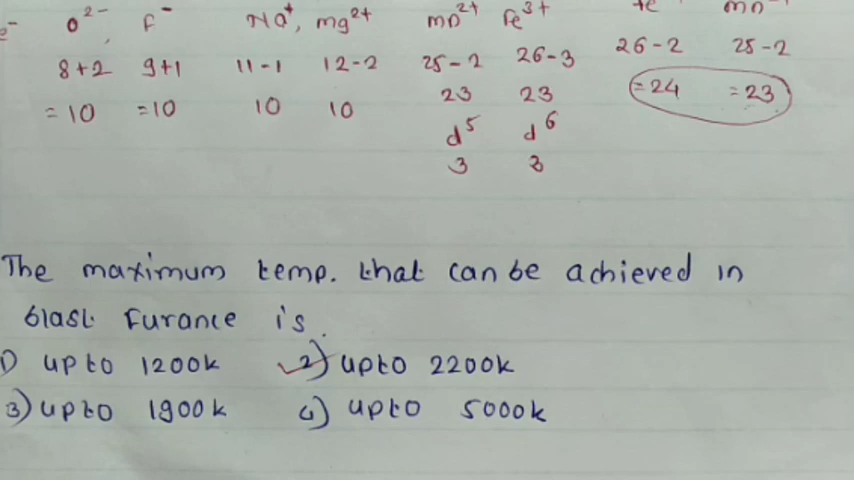 O²⁻, F⁻ Na⁺, mg²⁺ mn²⁺ Fe³⁺ mn
8+2 9+1 11-1 12-2 25-2 26-3 26-2 25-2
=10 =10 10 10 23 23 =24 =23
d⁵ d⁶
3 3
The maximum temp. that can be achieved in
blast Furance is.
1) upto 1200k 2) upto 2200k
3) upto 1900k 4) upto 5000k